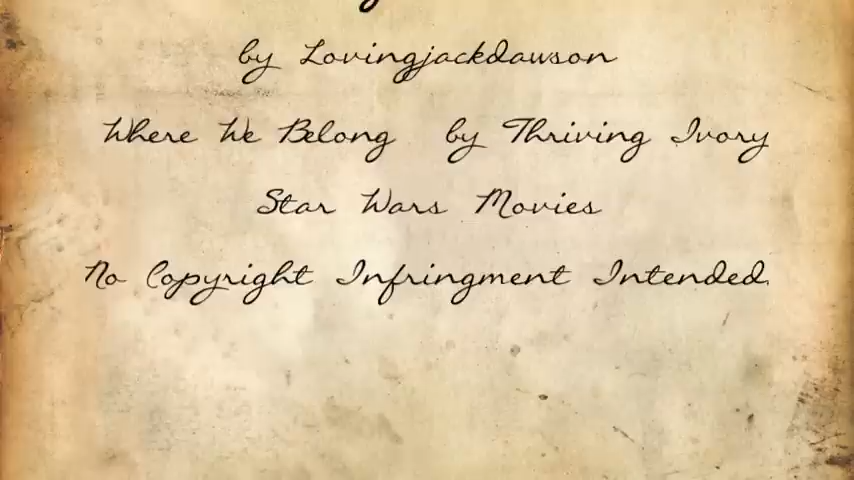 by Lovingjackdawson
Where We Belong by Thriving Ivory
Star Wars Movies
No Copyright Infringment Intended.